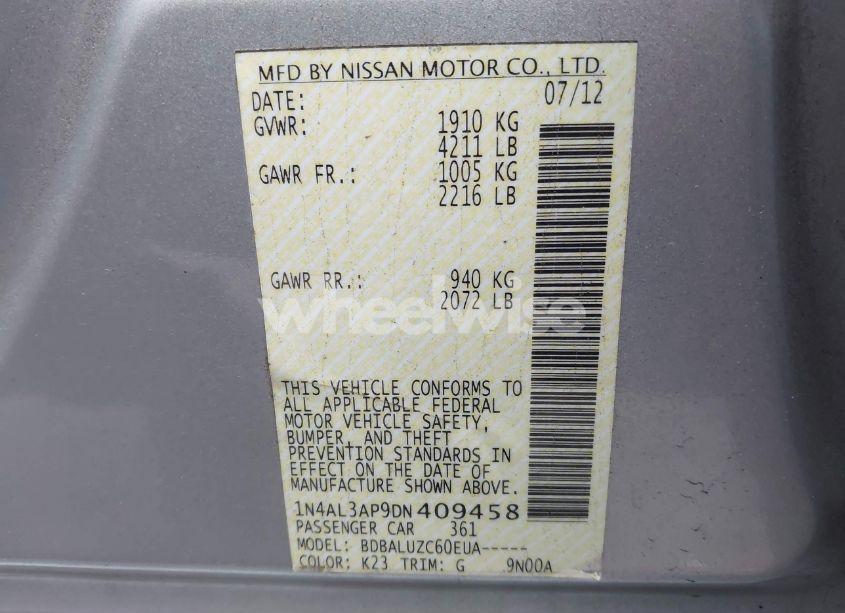 MFD BY NISSAN MOTOR CO., LTD.
DATE: 07/12
GVWR: 1910 KG
4211 LB
GAWR FR.: 1005 KG
2216 LB
GAWR RR.: 940 KG
2072 LB
wheelwise
THIS VEHICLE CONFORMS TO
ALL APPLICABLE FEDERAL
MOTOR VEHICLE SAFETY,
BUMPER, AND THEFT
PREVENTION STANDARDS IN
EFFECT ON THE DATE OF
MANUFACTURE SHOWN ABOVE.
1N4AL3AP9DN409458
PASSENGER CAR 361
MODEL: BDBALUZC60EUA-----
COLOR: K23 TRIM: G 9N00A